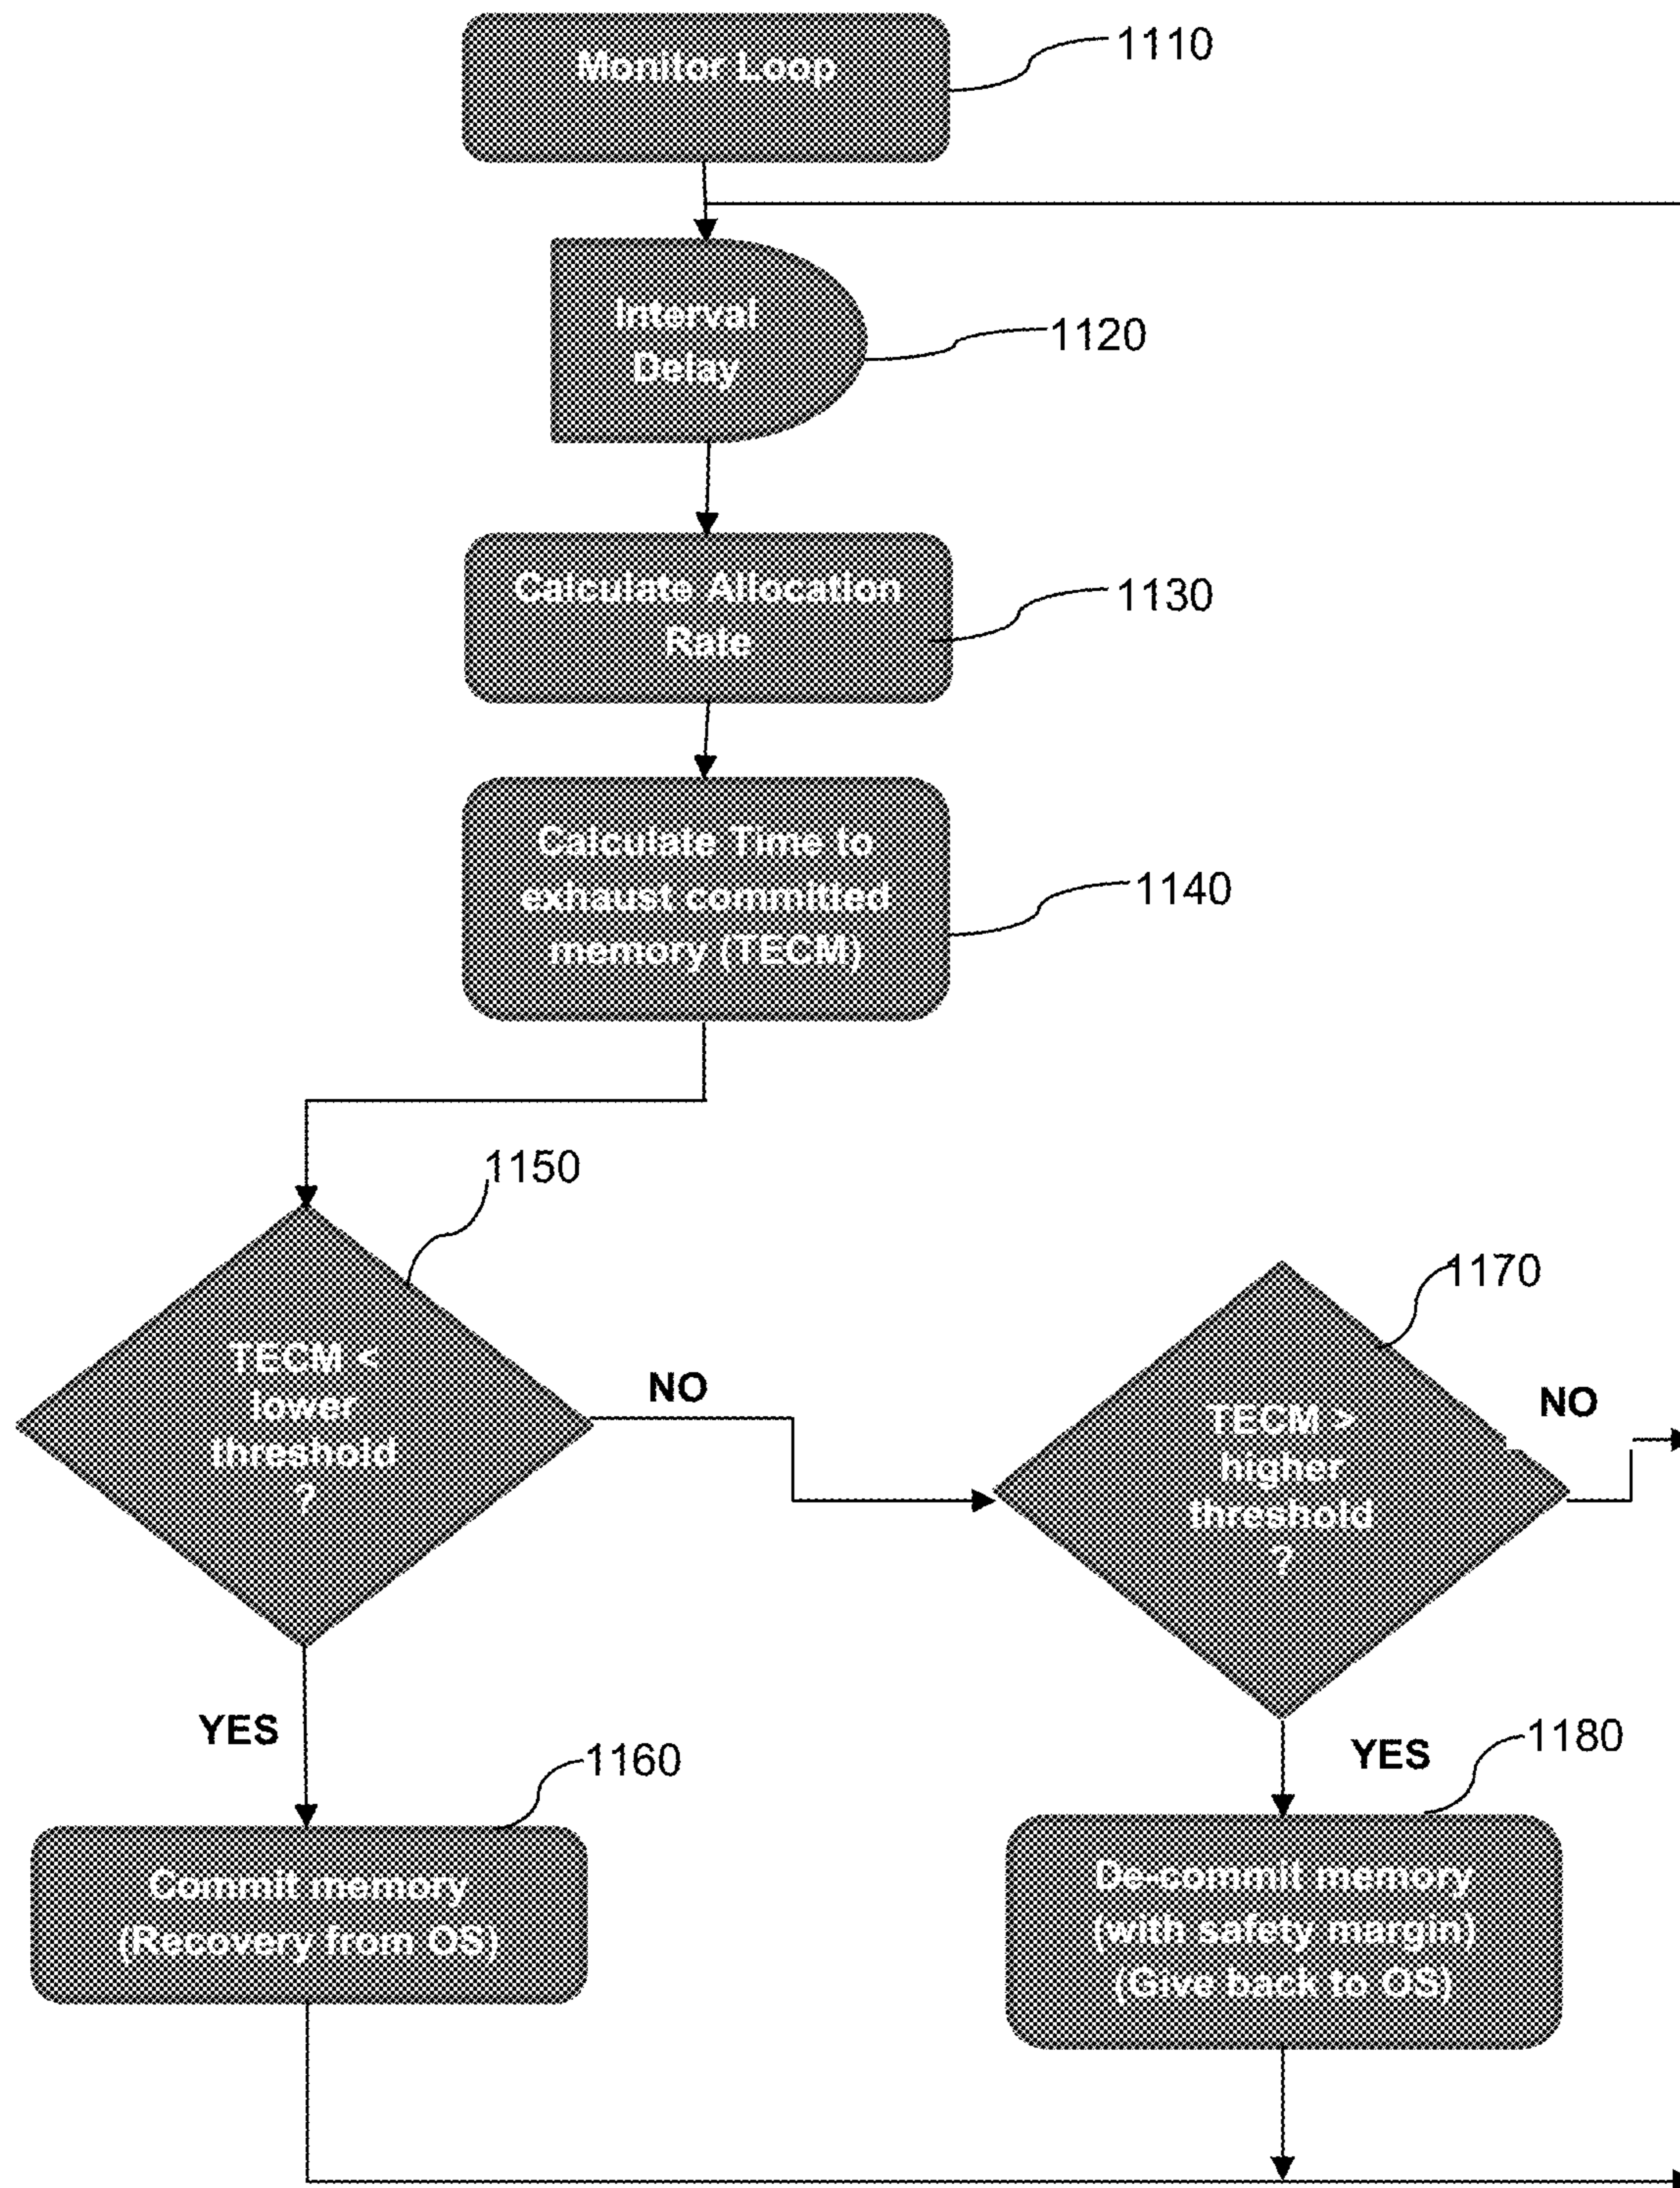 Monitor Loop
1110
Interval
Delay
1120
Calculate Allocation
Rate
1130
Calculate Time to
exhaust committed
memory (TECM)
1140
1150
TECM <
lower
threshold
?
NO
1170
TECM >
higher
threshold
?
NO
YES
1160
Commit memory
(Recovery from OS)
YES
1180
De-commit memory
(with safety margin)
(Give back to OS)